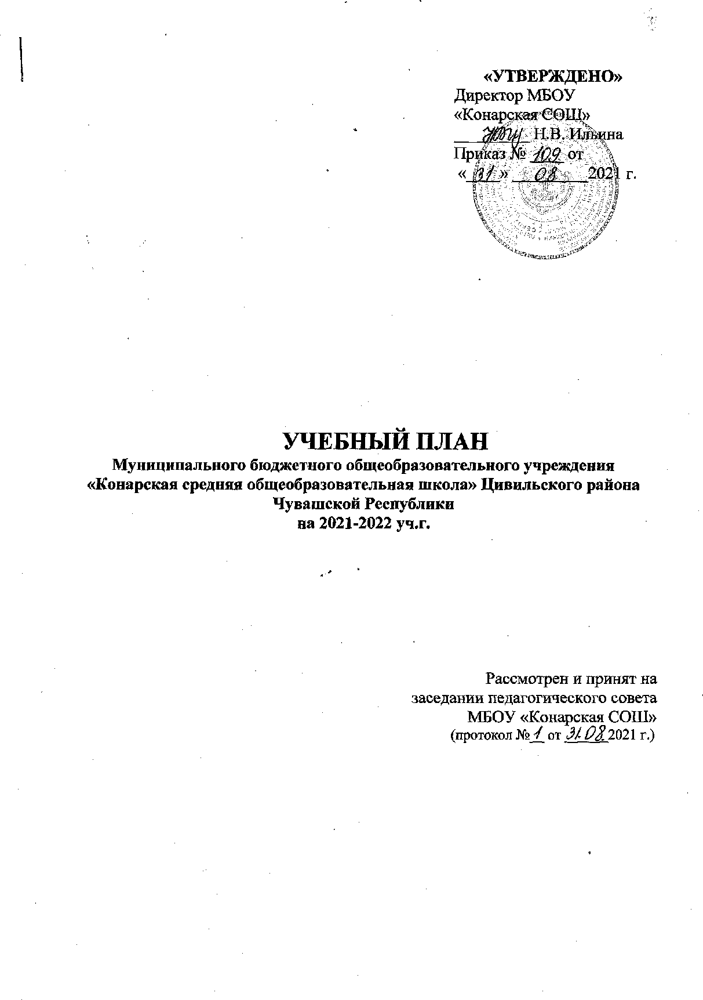 «УТВЕРЖДЕНО»
Директор МБОУ
«Конарская СОШ»
__________ Н.В. Ильина
Приказ № 109 от
« 31 » 08 2021 г.
УЧЕБНЫЙ ПЛАН
Муниципального бюджетного общеобразовательного учреждения
«Конарская средняя общеобразовательная школа» Цивильского района
Чувашской Республики
на 2021-2022 уч.г.
Рассмотрен и принят на
заседании педагогического совета
МБОУ «Конарская СОШ»
(протокол № 1 от 31.08.2021 г.)